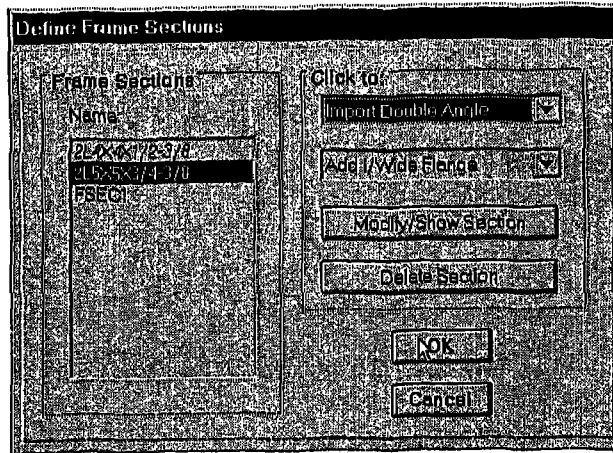 Define Frame Sections
Frame Sections
Name
2L4X4X1/2-3/8
2L5X5X3/4-3/8
FSEC1
Click to:
Import Double Angle
Add I/Wide Flange
Modify/Show Section
Delete Section
OK
Cancel